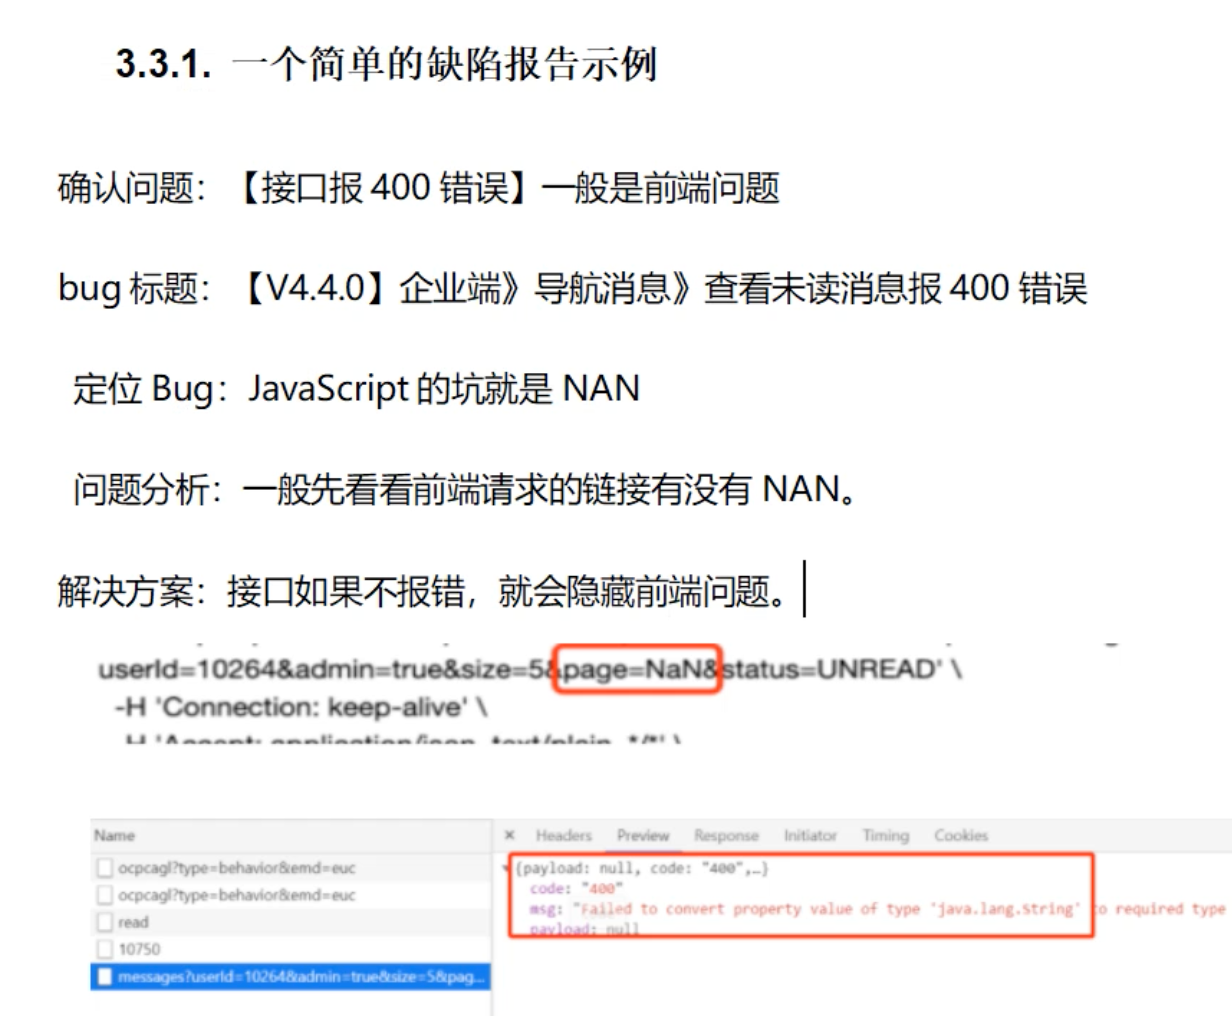 3.3.1. 一个简单的缺陷报告示例
确认问题：【接口报 400 错误】一般是前端问题
bug 标题：【V4.4.0】企业端》导航消息》查看未读消息报 400 错误
定位 Bug：JavaScript 的坑就是 NAN
问题分析：一般先看看前端请求的链接有没有 NAN。
解决方案：接口如果不报错，就会隐藏前端问题。
userId=10264&admin=true&size=5&page=NaN&status=UNREAD' \
-H 'Connection: keep-alive' \
-H 'Accept: application/json, text/plain, */*' \
Name
× Headers Preview Response Initiator Timing Cookies
ocpcagl?type=behavior&emd=euc
{payload: null, code: "400",…}
ocpcagl?type=behavior&emd=euc
code: "400"
read
msg: "Failed to convert property value of type 'java.lang.String' to required type
payload: null
10750
messages?userId=10264&admin=true&size=5&pag...